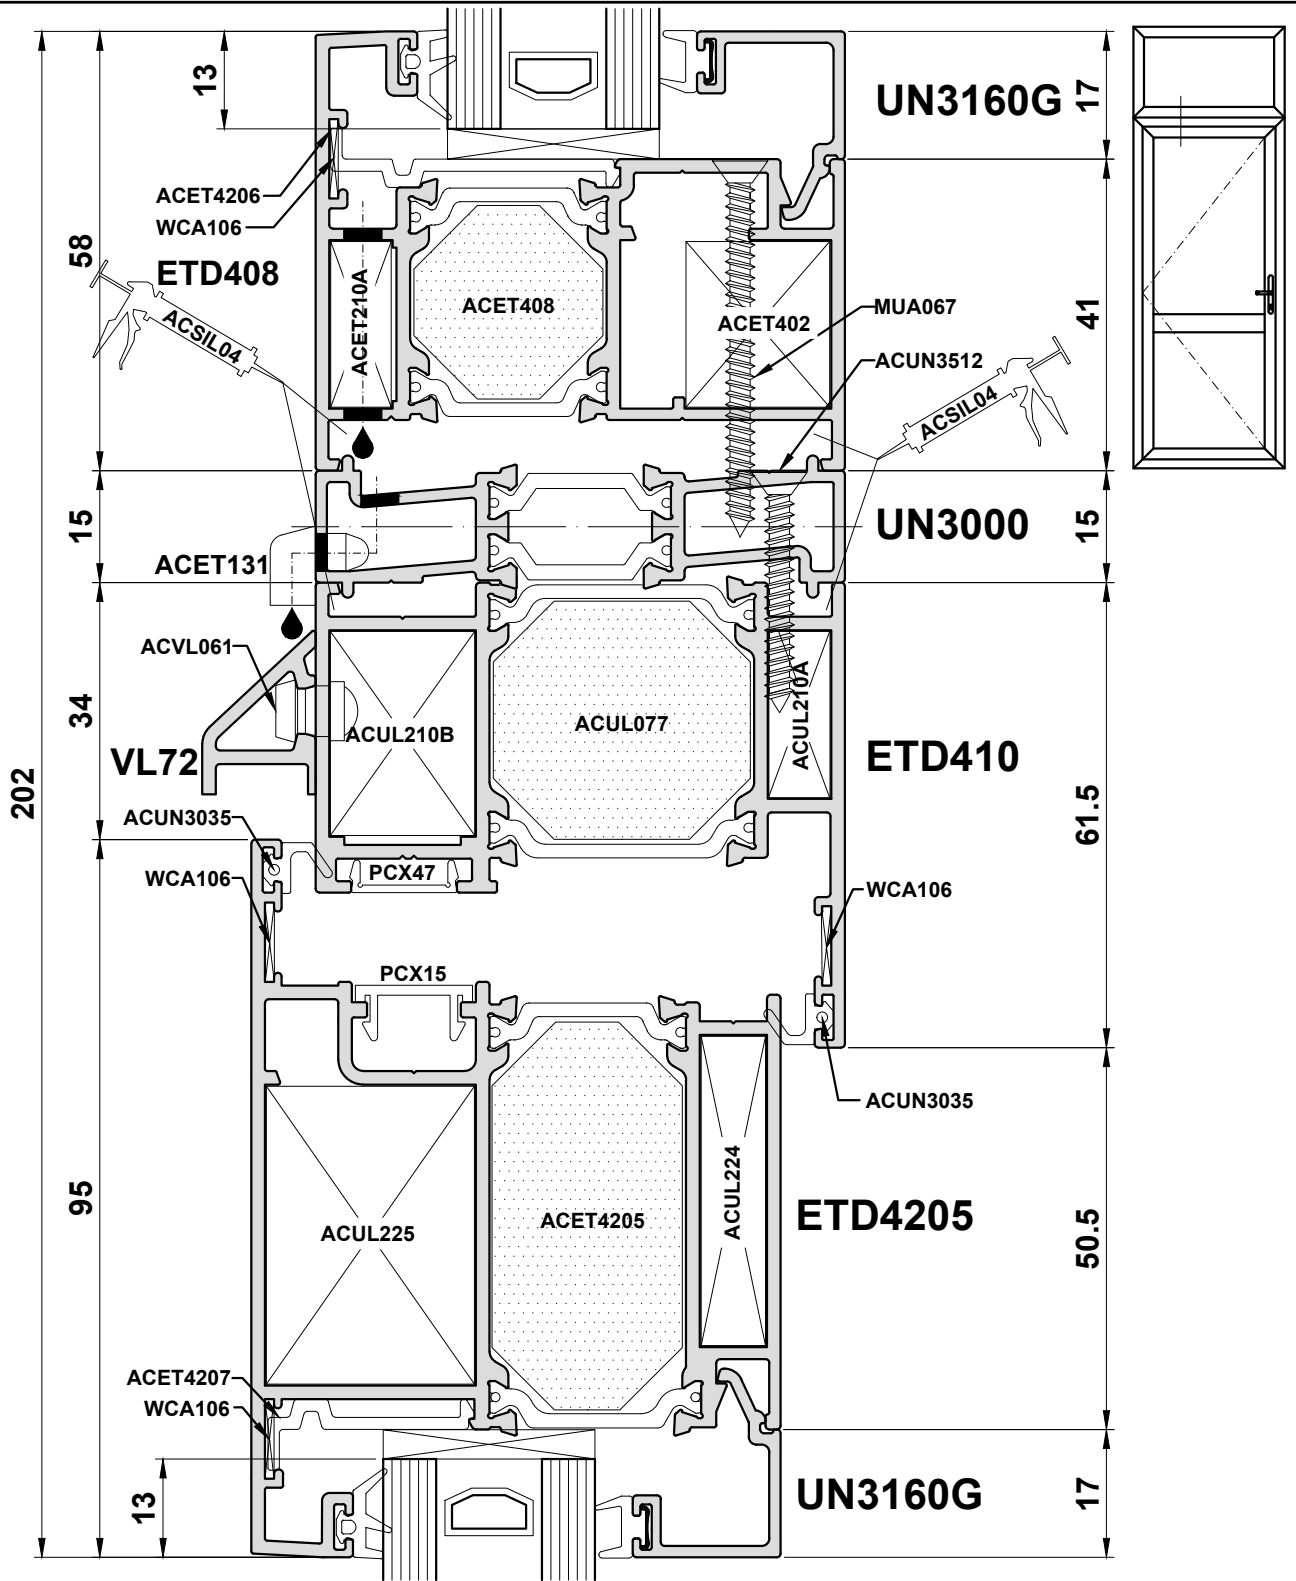 13
UN3160G
17
ACET4206
WCA106
58
ETD408
ACSIL04
ACET210A
ACET408
ACET402
MUA067
41
ACUN3512
ACSIL04
15
ACET131
UN3000
15
ACVL061
34
VL72
ACUL210B
ACUL077
ACUL210A
ETD410
202
ACUN3035
61.5
WCA106
PCX47
WCA106
PCX15
ACUN3035
95
ACUL225
ACET4205
ACUL224
ETD4205
50.5
ACET4207
WCA106
13
UN3160G
17